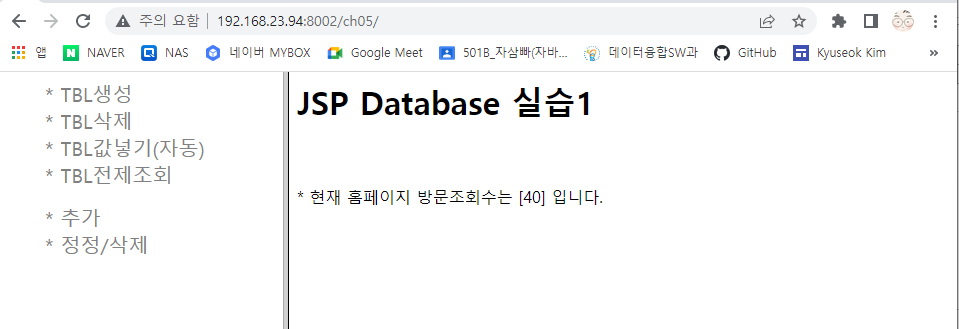 주의 요함 192.168.23.94:8002/ch05/
앱 NAVER NAS 네이버 MYBOX Google Meet 501B_자삼빠(자바... 데이터융합SW과 GitHub Kyuseok Kim »
* TBL생성
* TBL삭제
* TBL값넣기(자동)
* TBL전제조회
* 추가
* 정정/삭제
JSP Database 실습1
* 현재 홈페이지 방문조회수는 [40] 입니다.